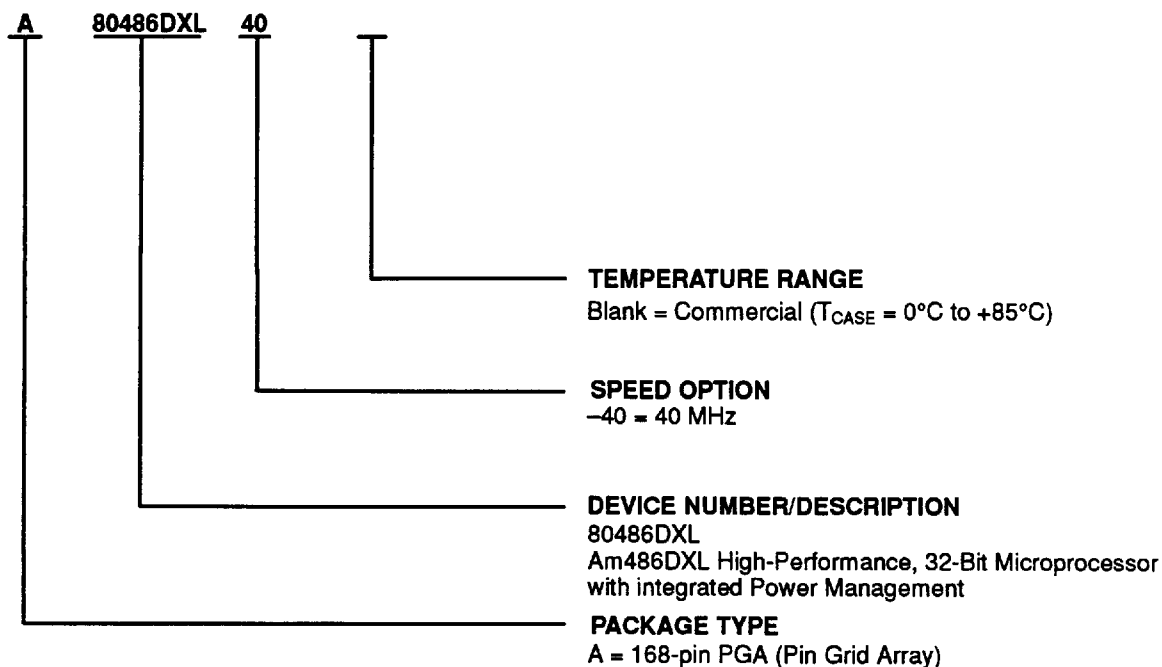 A 80486DXL 40
TEMPERATURE RANGE
Blank = Commercial (TCASE = 0°C to +85°C)
SPEED OPTION
–40 = 40 MHz
DEVICE NUMBER/DESCRIPTION
80486DXL
Am486DXL High-Performance, 32-Bit Microprocessor
with integrated Power Management
PACKAGE TYPE
A = 168-pin PGA (Pin Grid Array)